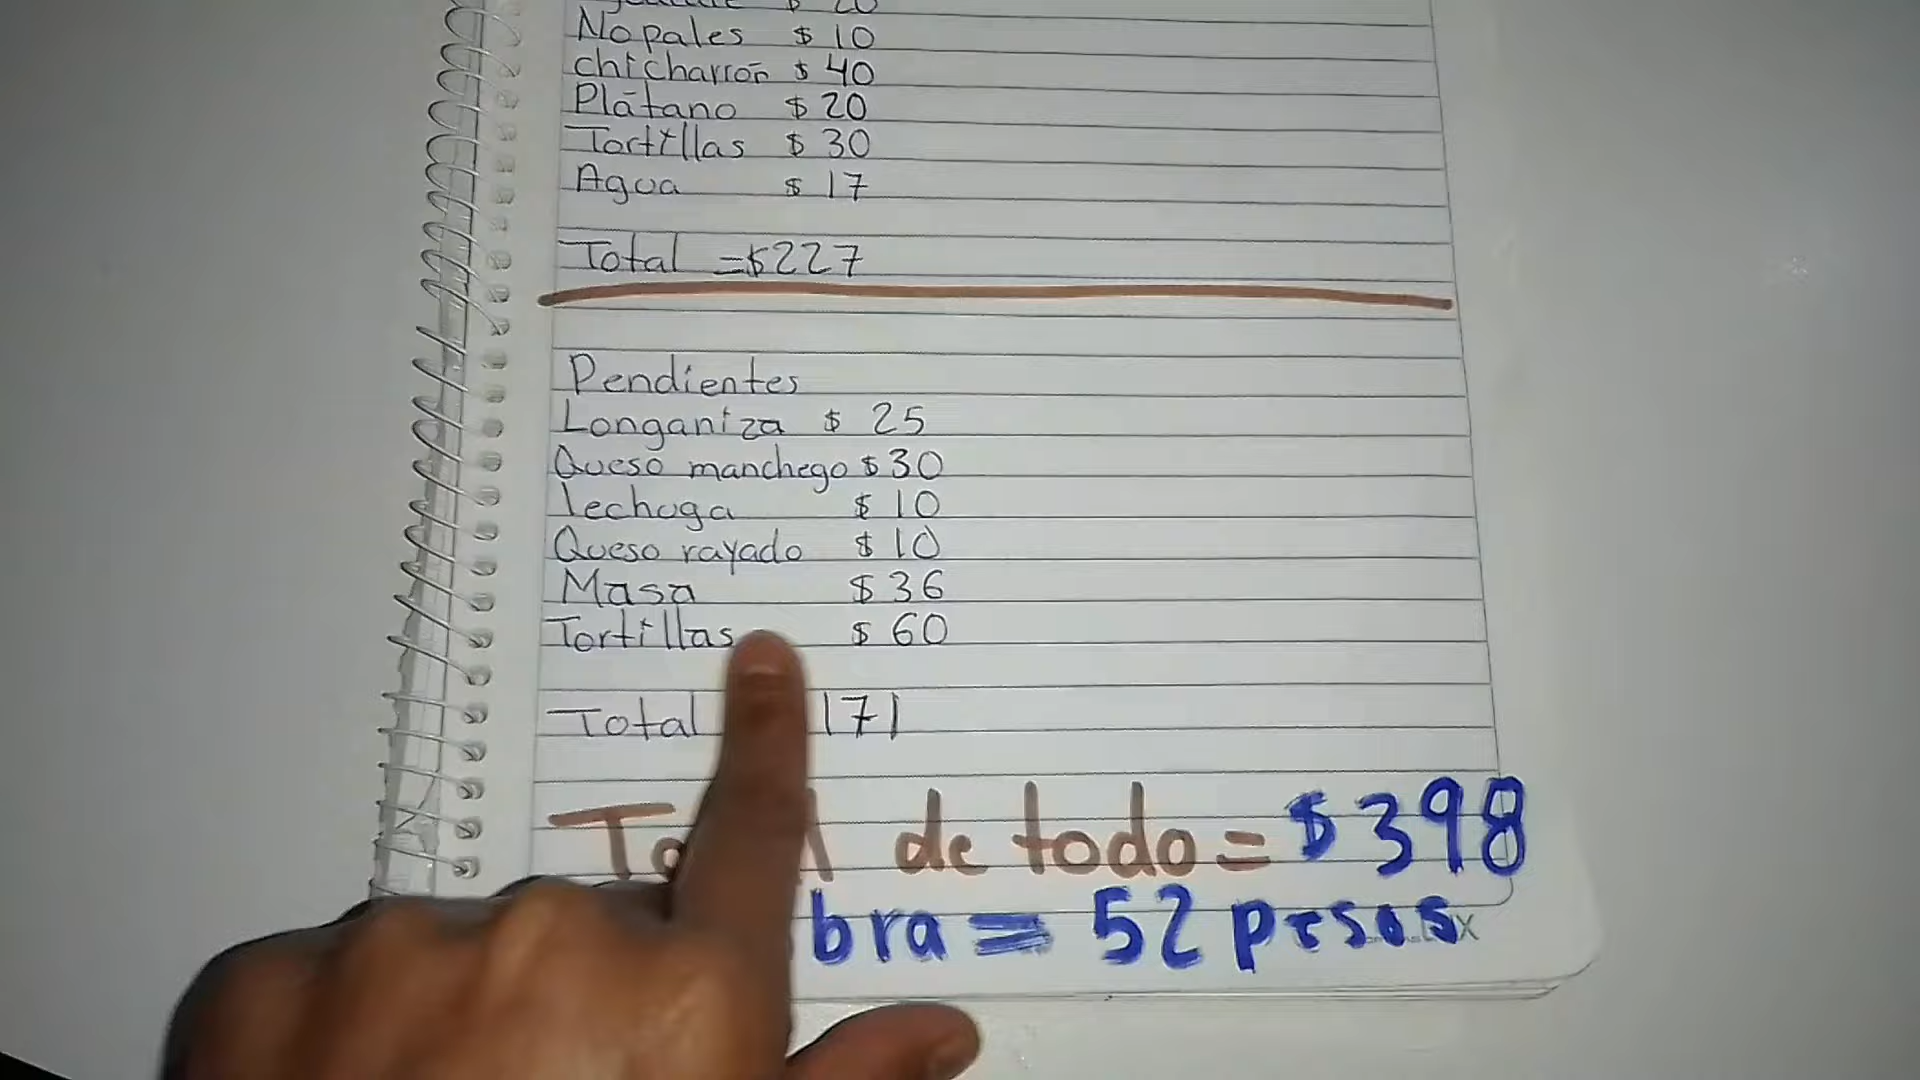 $ 20
Nopales $ 10
chicharrón $ 40
Plátano $ 20
Tortillas $ 30
Agua $ 17
Total =$227
Pendientes
Longaniza $ 25
Queso manchego $ 30
lechuga $ 10
Queso rayado $ 10
Masa $ 36
Tortillas $ 60
Total 171
de todo = $398
bra = 52 pesos